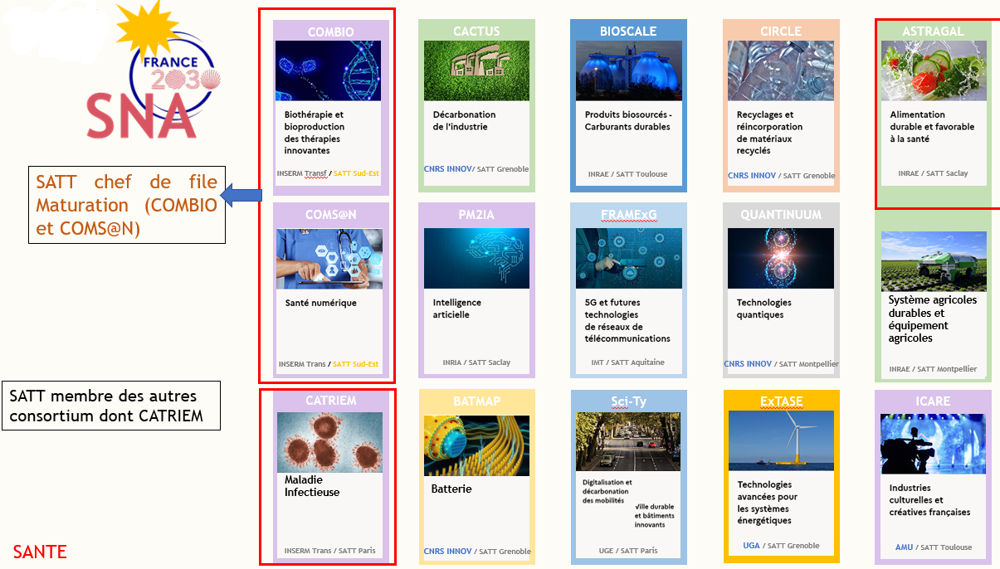 FRANCE
2030
SNA
SATT chef de file
Maturation (COMBIO
et COMS@N)
SATT membre des autres
consortium dont CATRIEM
SANTE
COMBIO
Biothérapie et
bioproduction
des thérapies
innovantes
INSERM Transf / SATT Sud-Est
CACTUS
Décarbonation
de l'industrie
CNRS INNOV/ SATT Grenoble
BIOSCALE
Produits biosourcés -
Carburants durables
INRAE / SATT Toulouse
CIRCLE
Recyclages et
réincorporation
de matériaux
recyclés
CNRS INNOV / SATT Grenoble
ASTRAGAL
Alimentation
durable et favorable
à la santé
INRAE / SATT Saclay
COMS@N
Santé numérique
INSERM Trans / SATT Sud-Est
PM2IA
Intelligence
articielle
INRIA / SATT Saclay
FRAMExG
5G et futures
technologies
de réseaux de
télécommunications
IMT / SATT Aquitaine
QUANTINUUM
Technologies
quantiques
CNRS INNOV / SATT Montpellier
Système agricoles
durables et
équipement
agricoles
INRAE / SATT Montpellier
CATRIEM
Maladie
Infectieuse
INSERM Trans / SATT Paris
BATMAP
Batterie
CNRS INNOV / SATT Grenoble
Sci-Ty
Digitalisation et
décarbonation
des mobilités
Ville durable
et bâtiments
innovants
UGE / SATT Paris
ExTASE
Technologies
avancées pour
les systèmes
énergétiques
UGA / SATT Grenoble
ICARE
Industries
culturelles et
créatives françaises
AMU / SATT Toulouse